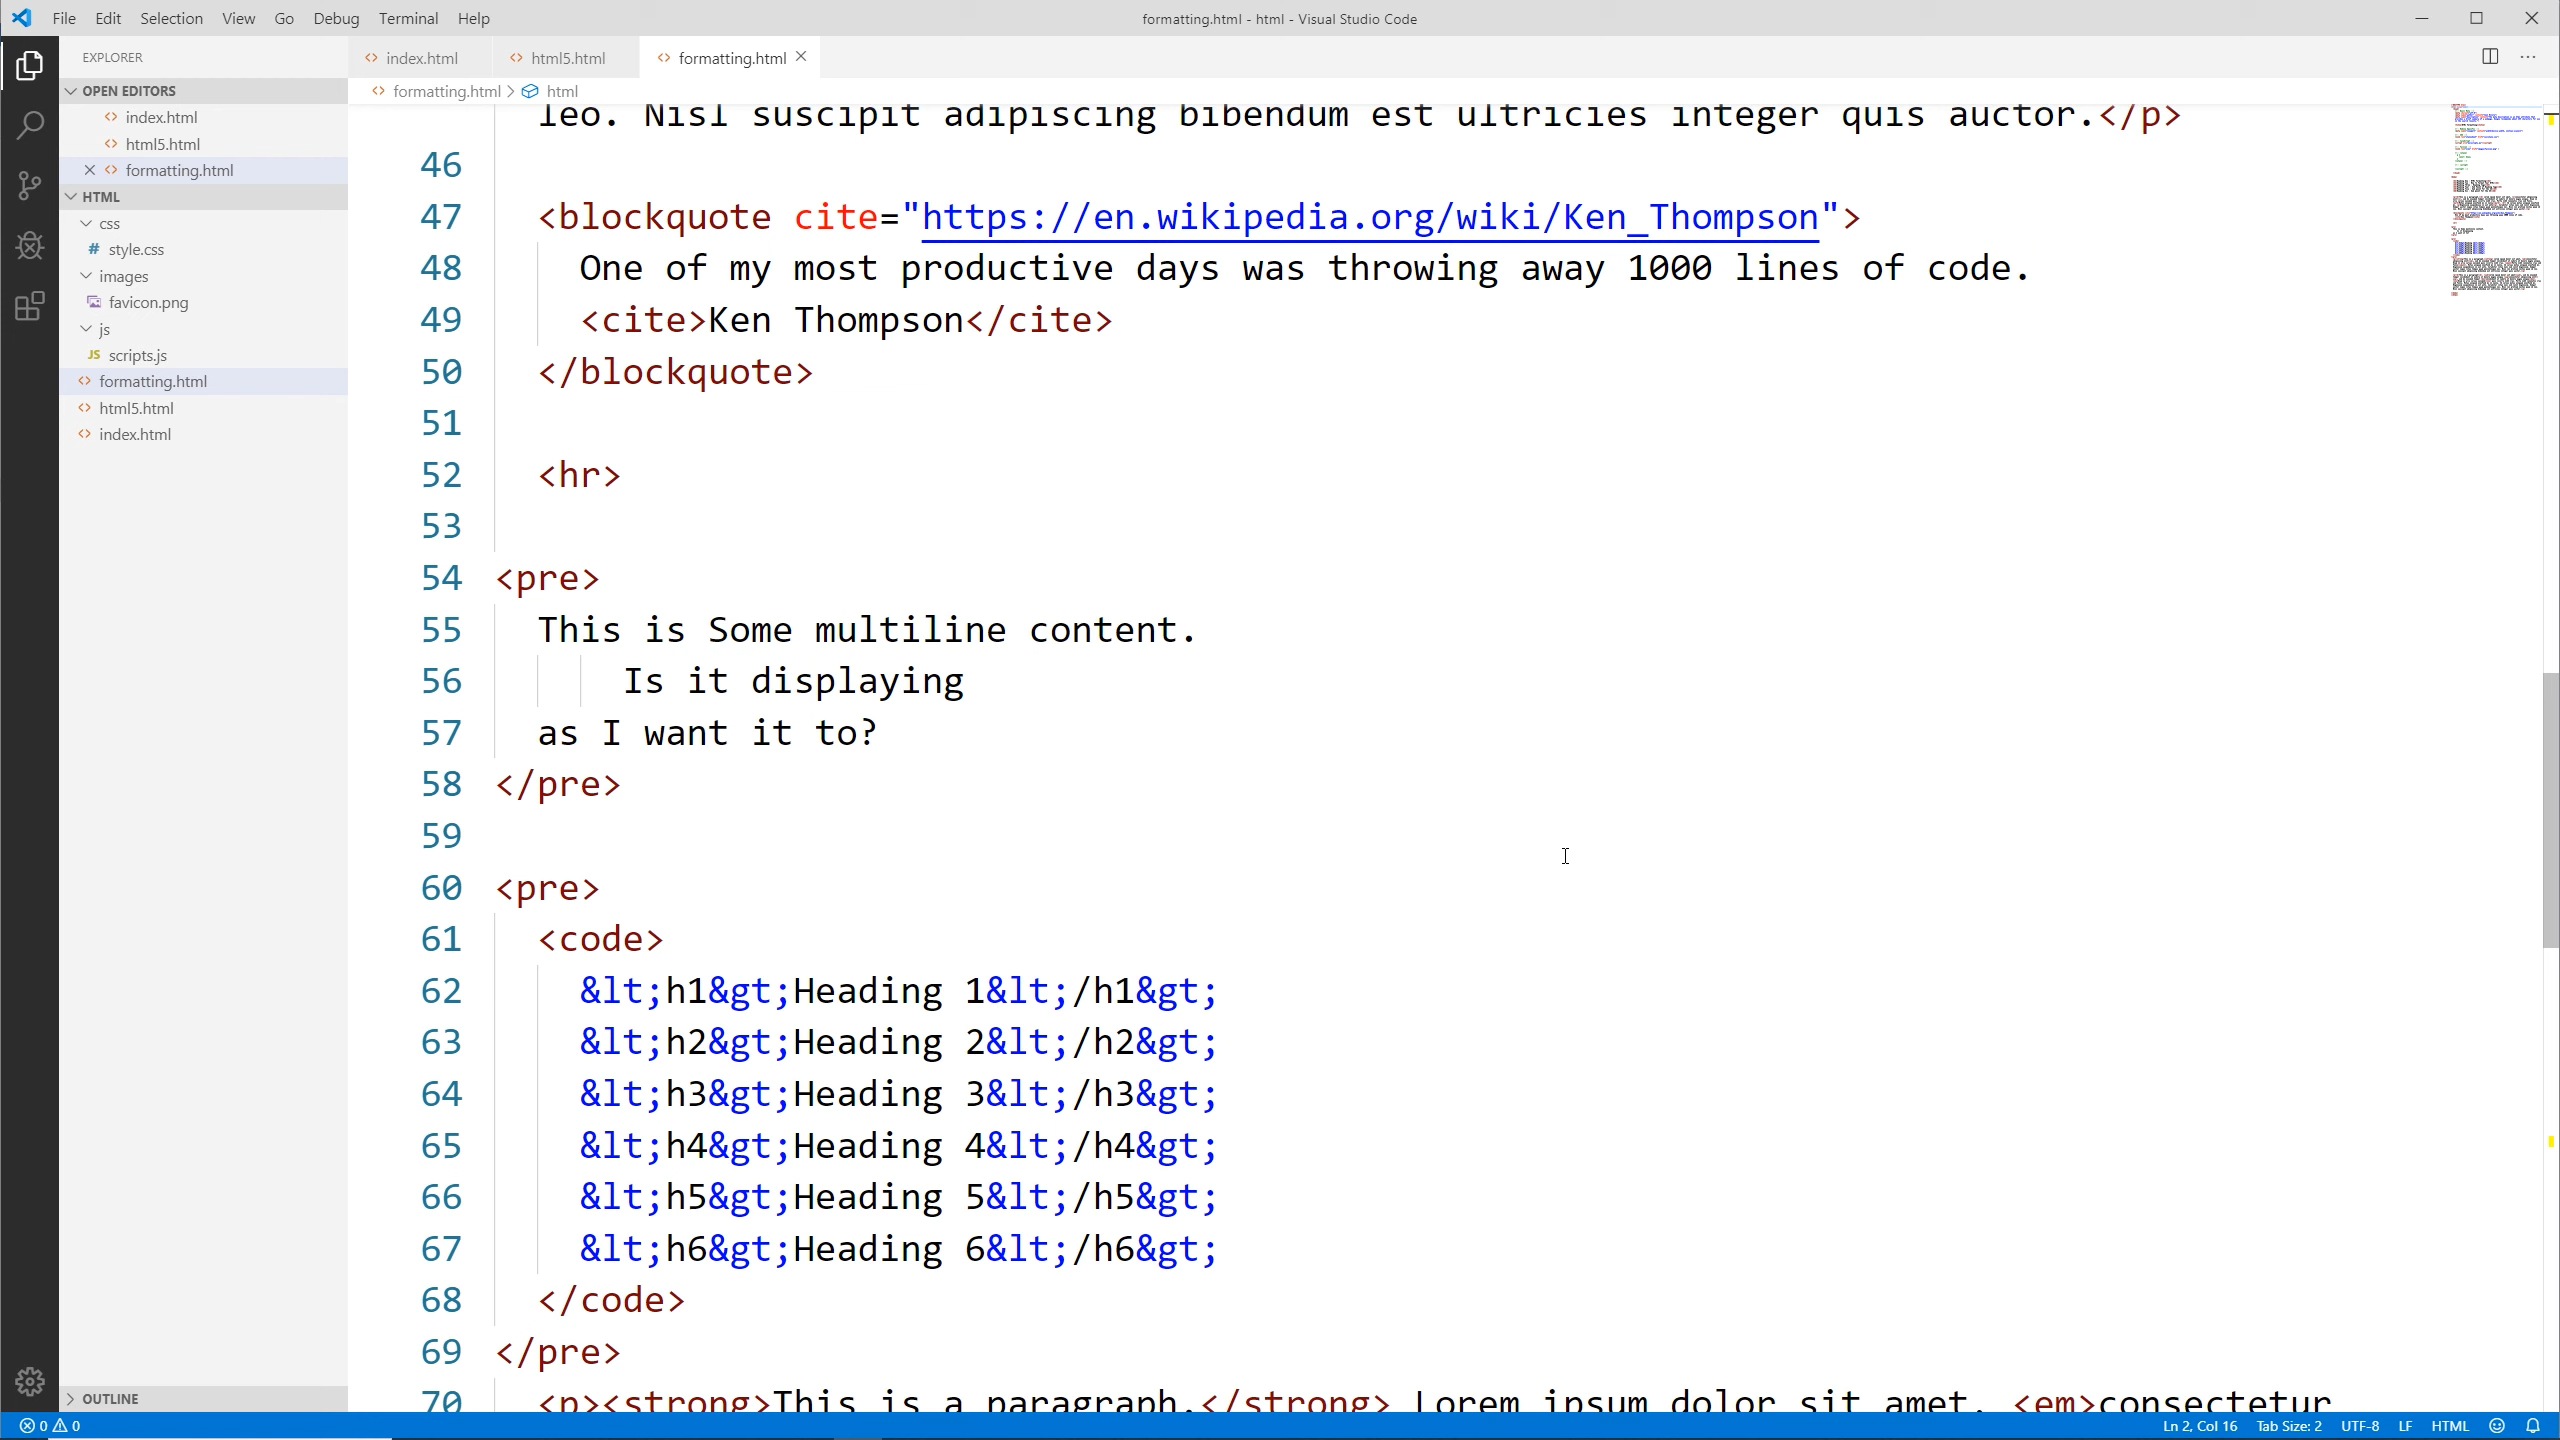 File Edit Selection View Go Debug Terminal Help
formatting.html - html - Visual Studio Code
EXPLORER
OPEN EDITORS
index.html
html5.html
formatting.html
HTML
css
# style.css
images
favicon.png
js
JS scripts.js
formatting.html
html5.html
index.html
OUTLINE
index.html html5.html formatting.html
formatting.html > html
leo. Nisl suscipit adipiscing bibendum est ultricies integer quis auctor.</p>
46
47 <blockquote cite="https://en.wikipedia.org/wiki/Ken_Thompson">
48 One of my most productive days was throwing away 1000 lines of code.
49 <cite>Ken Thompson</cite>
50 </blockquote>
51
52 <hr>
53
54 <pre>
55 This is Some multiline content.
56 Is it displaying
57 as I want it to?
58 </pre>
59
60 <pre>
61 <code>
62 &lt;h1&gt;Heading 1&lt;/h1&gt;
63 &lt;h2&gt;Heading 2&lt;/h2&gt;
64 &lt;h3&gt;Heading 3&lt;/h3&gt;
65 &lt;h4&gt;Heading 4&lt;/h4&gt;
66 &lt;h5&gt;Heading 5&lt;/h5&gt;
67 &lt;h6&gt;Heading 6&lt;/h6&gt;
68 </code>
69 </pre>
70 <p><strong>This is a paragraph.</strong> Lorem ipsum dolor sit amet, <em>consectetur
0 0
Ln 2, Col 16 Tab Size: 2 UTF-8 LF HTML